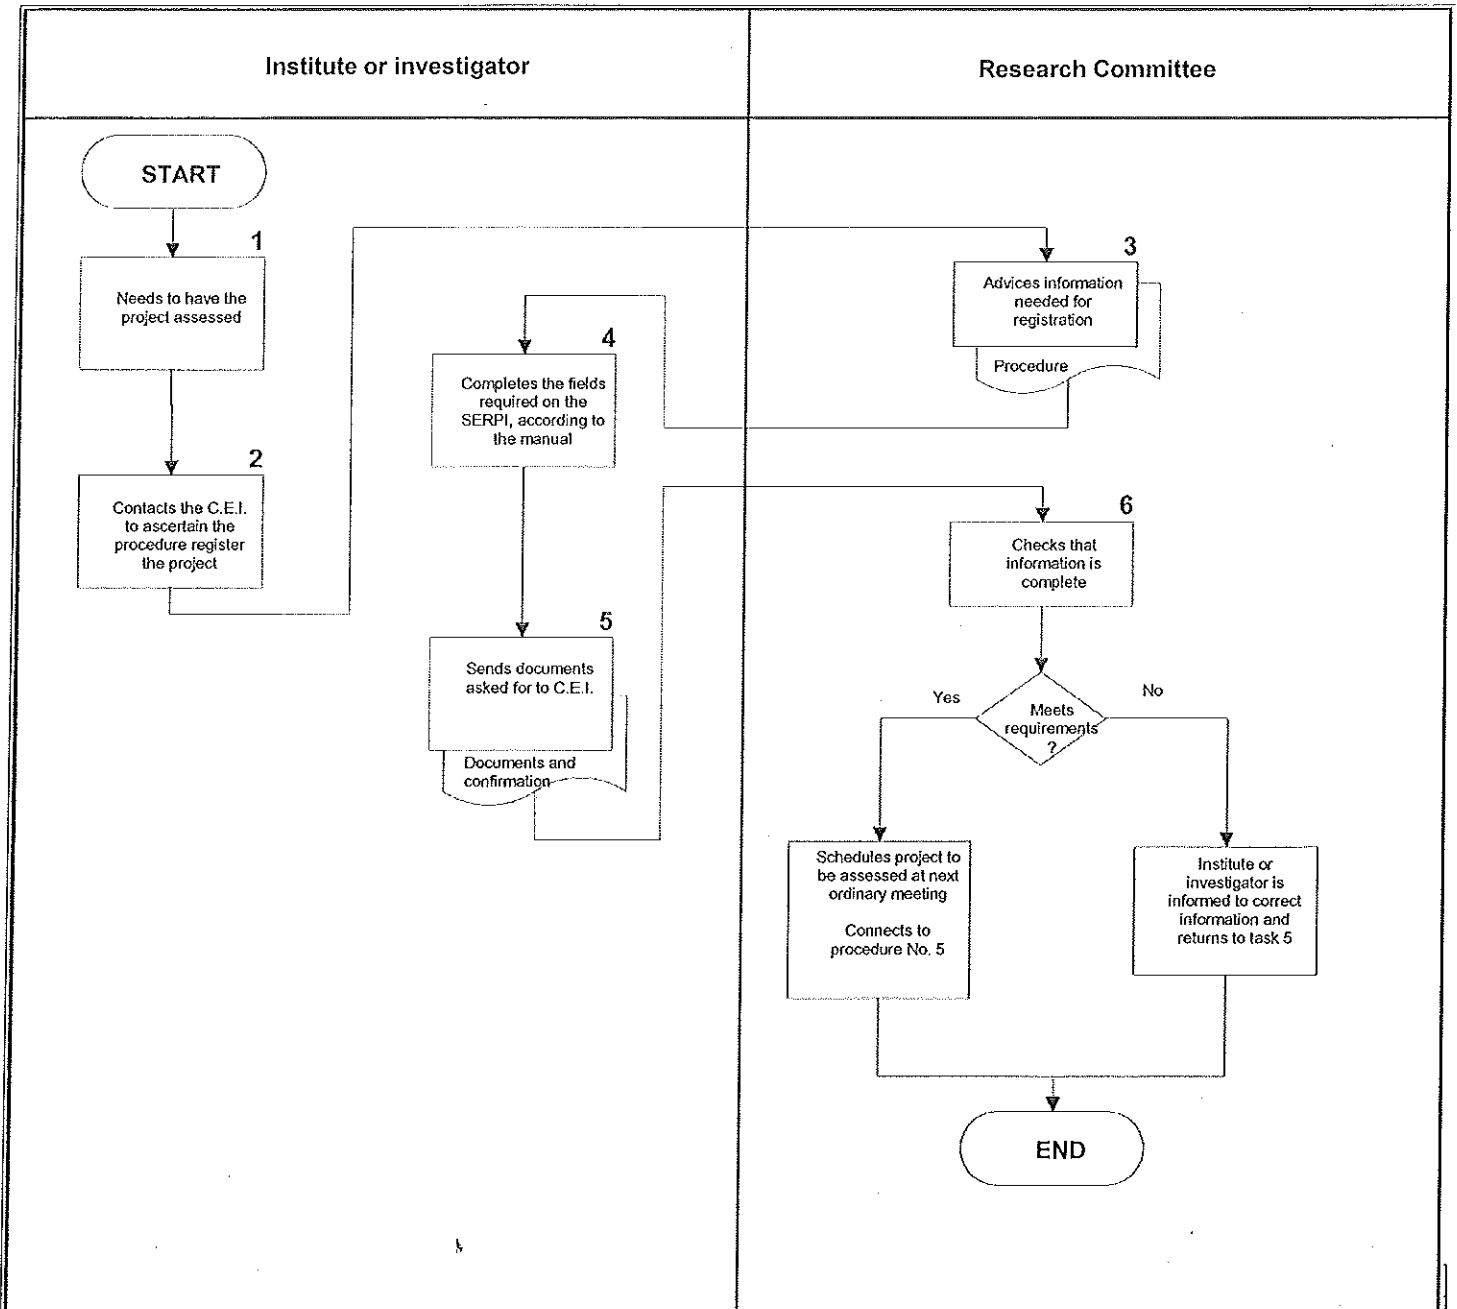 Institute or investigator
Research Committee
START
1
Needs to have the
project assessed
2
Contacts the C.E.I.
to ascertain the
procedure register
the project
3
Advices information
needed for
registration
Procedure
4
Completes the fields
required on the
SERPI, according to
the manual
5
Sends documents
asked for to C.E.I.
Documents and
confirmation
6
Checks that
information is
complete
Meets
requirements
?
Yes
No
Schedules project to
be assessed at next
ordinary meeting
Connects to
procedure No. 5
Institute or
investigator is
informed to correct
information and
returns to task 5
END